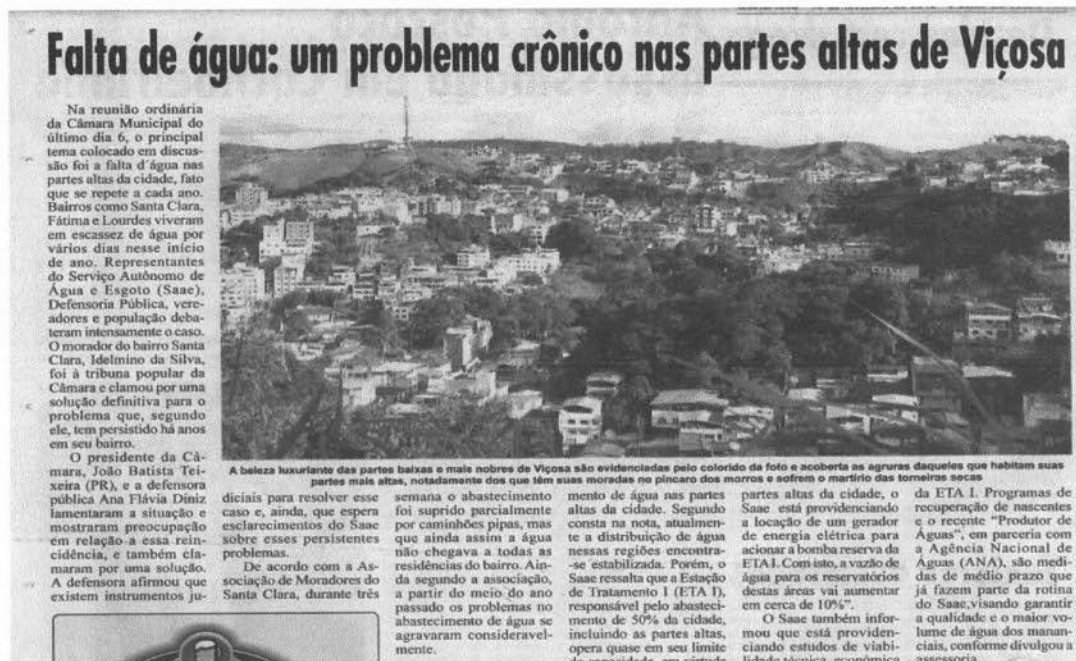 Falta de água: um problema crônico nas partes altas de Viçosa
Na reunião ordinária
da Câmara Municipal do
último dia 6, o principal
tema colocado em discus-
são foi a falta d´água nas
partes altas da cidade, fato
que se repete a cada ano.
Bairros como Santa Clara,
Fátima e Lourdes viveram
em escassez de água por
vários dias nesse início
de ano. Representantes
do Serviço Autônomo de
Água e Esgoto (Saae),
Defensoria Pública, vere-
adores e população deba-
teram intensamente o caso.
O morador do bairro Santa
Clara, Idelmino da Silva,
foi à tribuna popular da
Câmara e clamou por uma
solução definitiva para o
problema que, segundo
ele, tem persistido há anos
em seu bairro.
O presidente da Câ-
mara, João Batista Tei-
xeira (PR), e a defensora
pública Ana Flávia Diniz
lamentaram a situação e
mostraram preocupação
em relação a essa rein-
cidência, e também cla-
maram por uma solução.
A defensora afirmou que
existem instrumentos ju-
A beleza luxuriante das partes baixas e mais nobres de Viçosa são evidenciadas pelo colorido da foto e acoberta as agruras daqueles que habitam suas
partes mais altas, notadamente dos que têm suas moradas no píncaro dos morros e sofrem o martírio das torneiras secas
diciais para resolver esse
caso e, ainda, que espera
esclarecimentos do Saae
sobre esses persistentes
problemas.
De acordo com a As-
sociação de Moradores do
Santa Clara, durante três
semana o abastecimento
foi suprido parcialmente
por caminhões pipas, mas
que ainda assim a água
não chegava a todas as
residências do bairro. Ain-
da segundo a associação,
a partir do meio do ano
passado os problemas no
abastecimento de água se
agravaram consideravel-
mente.
mento de água nas partes
altas da cidade. Segundo
consta na nota, atualmen-
te a distribuição de água
nessas regiões encontra-
-se estabilizada. Porém, o
Saae ressalta que a Estação
de Tratamento I (ETA I),
responsável pelo abasteci-
mento de 50% da cidade,
incluindo as partes altas,
opera quase em seu limite
de capacidade, em virtude
partes altas da cidade, o
Saae está providenciando
a locação de um gerador
de energia elétrica para
acionar a bomba reserva da
ETA I. Com isto, a vazão de
água para os reservatórios
destas áreas vai aumentar
em cerca de 10%”.
O Saae também infor-
mou que está providen-
ciando estudos de viabi-
lidade técnica, econômica
da ETA I. Programas de
recuperação de nascentes
e o recente “Produtor de
Águas”, em parceria com
a Agência Nacional de
Águas (ANA), são medi-
das de médio prazo que
já fazem parte da rotina
do Saae,visando garantir
a qualidade e o maior vo-
lume de água dos manan-
ciais, conforme divulgou a
assessoria.